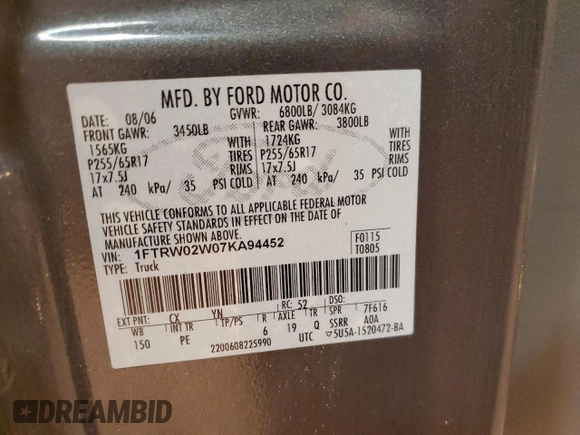 MFD. BY FORD MOTOR CO.
DATE: 08/06 GVWR: 6800LB/ 3084KG
FRONT GAWR: 3450LB REAR GAWR: 3800LB
1565KG WITH 1724KG WITH
P255/65R17 TIRES P255/65R17 TIRES
17x7.5J RIMS 17x7.5J RIMS
AT 240 kPa/ 35 PSI COLD AT 240 kPa/ 35 PSI COLD
THIS VEHICLE CONFORMS TO ALL APPLICABLE FEDERAL MOTOR
VEHICLE SAFETY STANDARDS IN EFFECT ON THE DATE OF
MANUFACTURE SHOWN ABOVE.
VIN: 1FTRW02W07KA94452 F0115
TYPE: Truck T0805
EXT PNT: CX YN RC: 52 DSO:
WB INT TR TP/PS R AXLE TR SPR 7F616
150 PE 6 19 Q SSRR A0A
2200608225990 UTC 5U5A-1520472-BA
Ford
DREAMBID